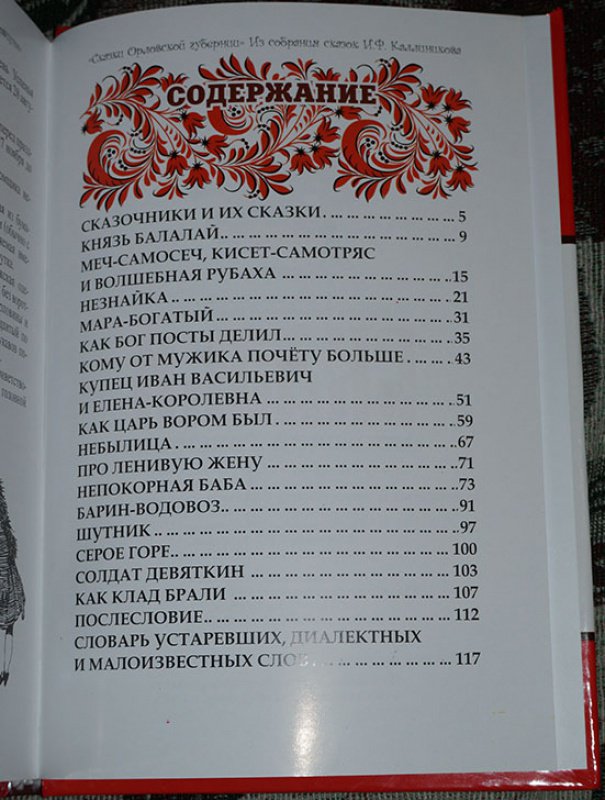 «Сказки Орловской губернии» Из собрания сказок И.Ф. Каллиникова
СОДЕРЖАНИЕ
СКАЗОЧНИКИ И ИХ СКАЗКИ. ... ... ... ... ... ... ... 5
КНЯЗЬ БАЛАЛАЙ.. ... ... ... ... ... ... ... ... ... ... 9
МЕЧ-САМОСЕЧ, КИСЕТ-САМОТРЯС
И ВОЛШЕБНАЯ РУБАХА ... ... ... ... ... ... ... ... 15
НЕЗНАЙКА .. ... ... ... ... ... ... ... ... ... ... ... ... 21
МАРА-БОГАТЫЙ ... ... ... ... ... ... ... ... ... ... ... 31
КАК БОГ ПОСТЫ ДЕЛИЛ... ... ... ... ... ... ... ... 35
КОМУ ОТ МУЖИКА ПОЧЁТУ БОЛЬШЕ . ... ... 43
КУПЕЦ ИВАН ВАСИЛЬЕВИЧ
И ЕЛЕНА-КОРОЛЕВНА ... ... ... ... ... ... ... ... ... 51
КАК ЦАРЬ ВОРОМ БЫЛ . ... ... ... ... ... ... ... ... 59
НЕБЫЛИЦА . ... ... ... ... ... ... ... ... ... ... ... ... 67
ПРО ЛЕНИВУЮ ЖЕНУ ... ... ... ... ... ... ... ... ... 71
НЕПОКОРНАЯ БАБА ... ... ... ... ... ... ... ... ... ... 73
БАРИН-ВОДОВОЗ.. ... ... ... ... ... ... ... ... ... ... 91
ШУТНИК .. ... ... ... ... ... ... ... ... ... ... ... ... ... 97
СЕРОЕ ГОРЕ.. ... ... ... ... ... ... ... ... ... ... ... ... 100
СОЛДАТ ДЕВЯТКИН ... ... ... ... ... ... ... ... ... ... 103
КАК КЛАД БРАЛИ ... ... ... ... ... ... ... ... ... ... ... 107
ПОСЛЕСЛОВИЕ.. ... ... ... ... ... ... ... ... ... ... ... 112
СЛОВАРЬ УСТАРЕВШИХ, ДИАЛЕКТНЫХ
И МАЛОИЗВЕСТНЫХ СЛОВ . ... ... ... ... ... ... ... 117